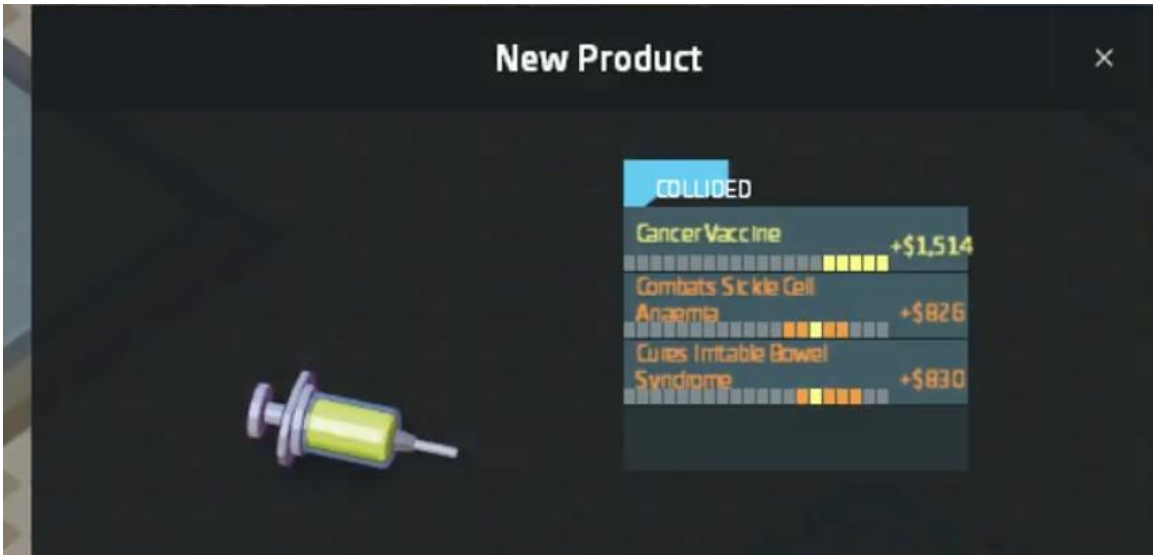 New Product
×
COLLIDED
Cancer Vaccine
+$1,514
Combats Sickle Cell
Anaemia
+$826
Cures Irritable Bowel
Syndrome
+$830